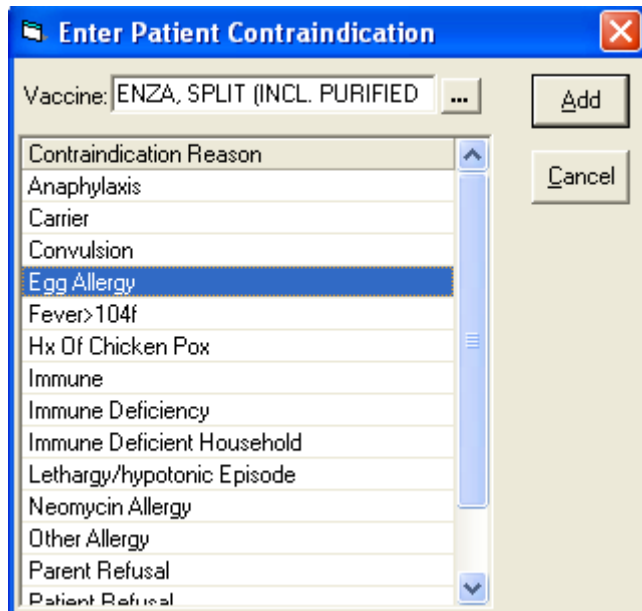 Enter Patient Contraindication
Vaccine: ENZA, SPLIT (INCL. PURIFIED ... Add
Contraindication Reason
Cancel
Anaphylaxis
Carrier
Convulsion
Egg Allergy
Fever>104f
Hx Of Chicken Pox
Immune
Immune Deficiency
Immune Deficient Household
Lethargy/hypotonic Episode
Neomycin Allergy
Other Allergy
Parent Refusal
Patient Refusal